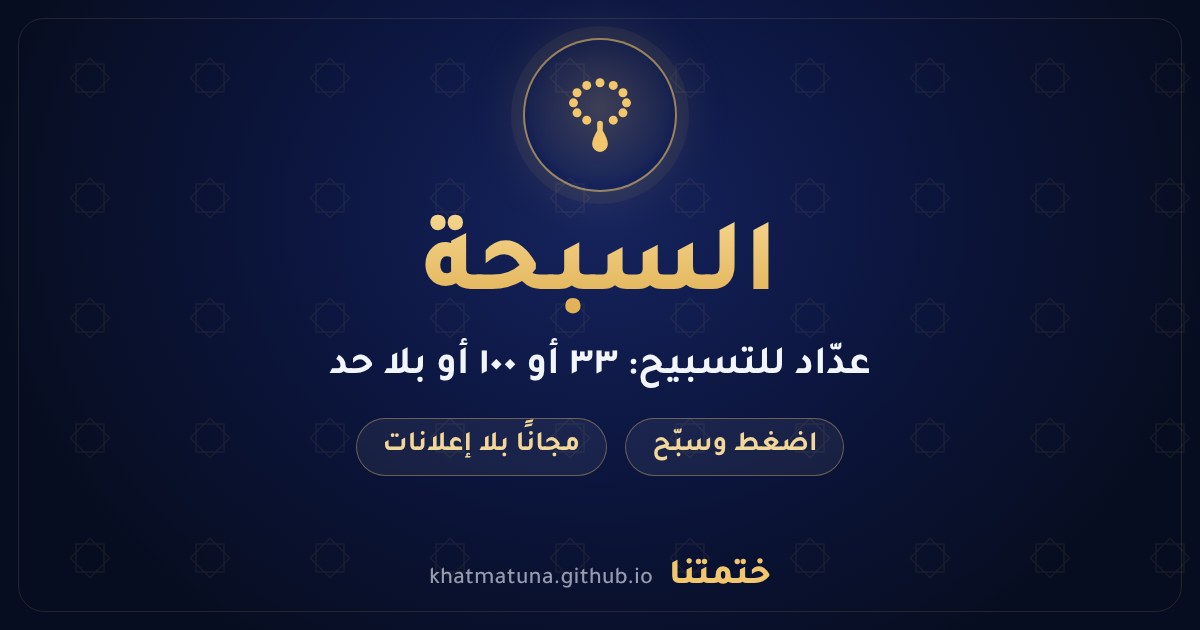 السبحة
عدّاد للتسبيح: ٣٣ أو ١٠٠ أو بلا حد
اضغط وسبّح
مجانًا بلا إعلانات
ختمتنا khatmatuna.github.io